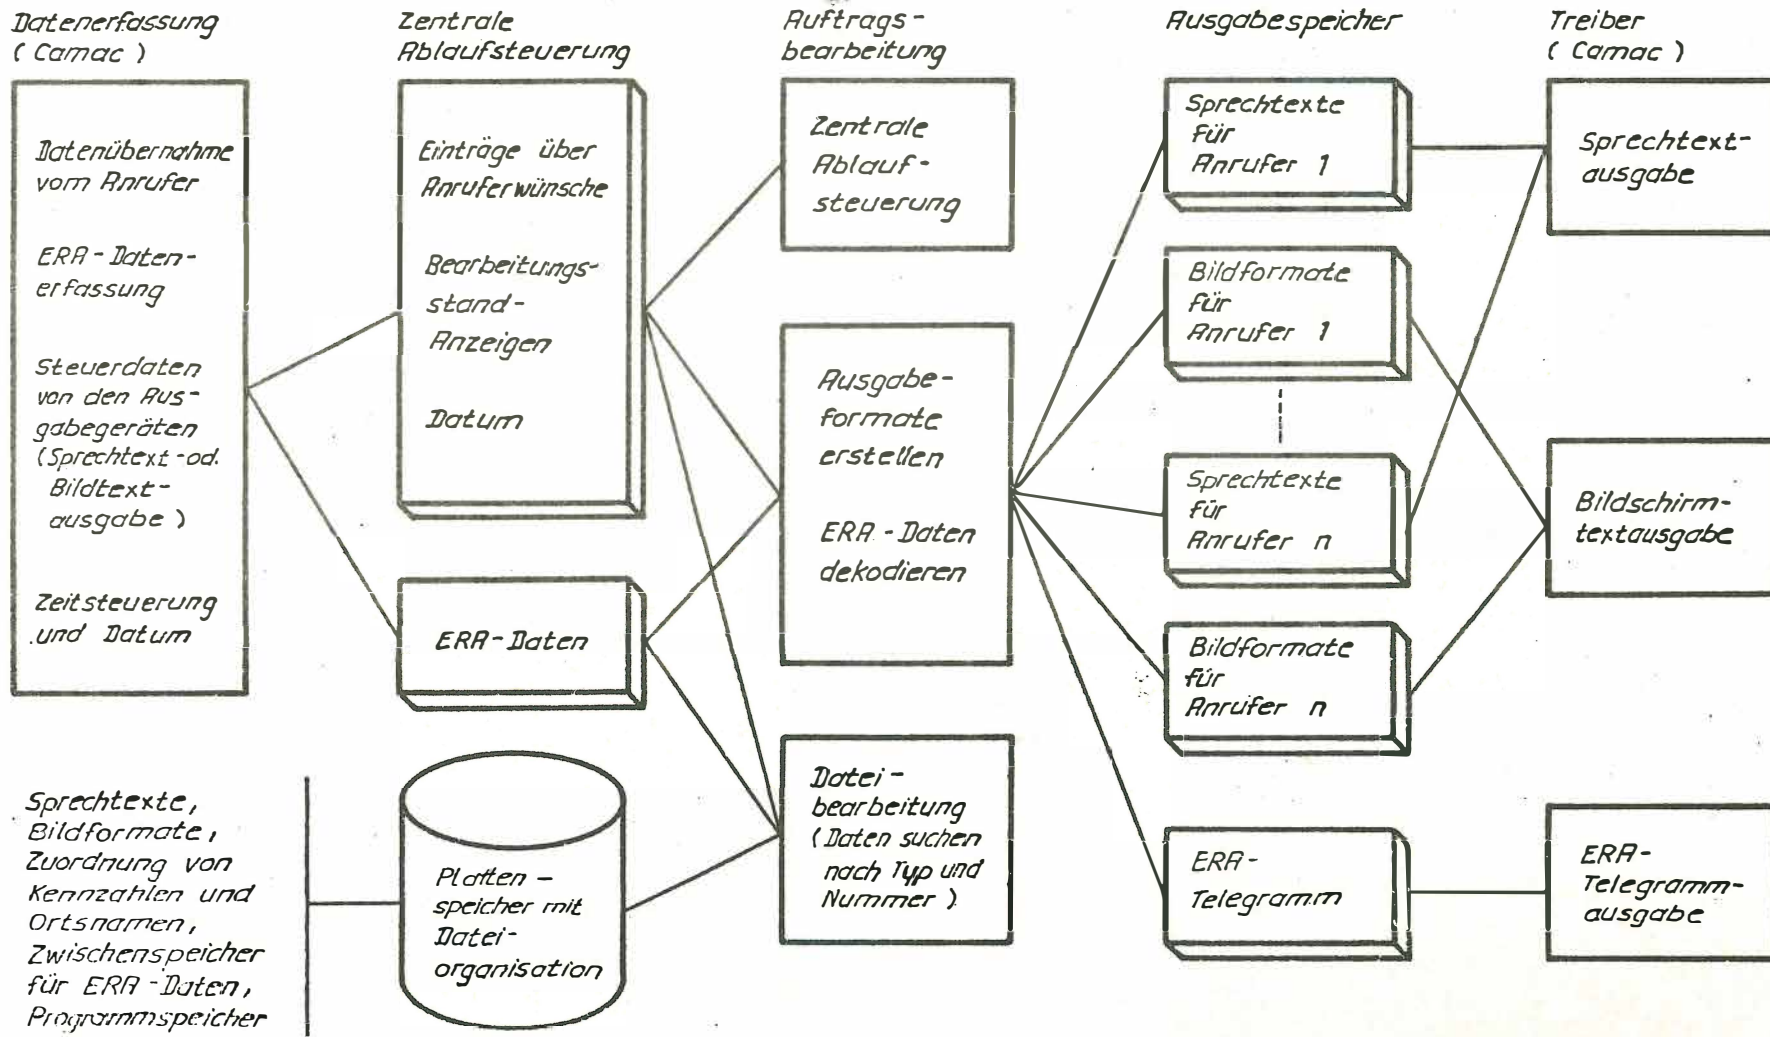 Datenerfassung
( Camac )
Datenübernahme
vom Anrufer
ERA-Daten-
erfassung
Steuerdaten
von den Aus-
gabegeräten
(Sprechtext-od.
Bildtext-
ausgabe )
Zeitsteuerung
und Datum
Zentrale
Ablaufsteuerung
Einträge über
Anruferwünsche
Bearbeitungs-
stand-
Anzeigen
Datum
ERA-Daten
Sprechtexte,
Bildformate,
Zuordnung von
Kennzahlen und
Ortsnamen,
Zwischenspeicher
für ERA-Daten,
Programmspeicher
Platten-
speicher mit
Datei-
organisation
Auftrags-
bearbeitung
Zentrale
Ablauf-
steuerung
Ausgabe-
formate
erstellen
ERA-Daten
dekodieren
Datei-
bearbeitung
(Daten suchen
nach Typ und
Nummer )
Ausgabespeicher
Sprechtexte
für
Anrufer 1
Bildformate
für
Anrufer 1
Sprechtexte
für
Anrufer n
Bildformate
für
Anrufer n
ERA-
Telegramm
Treiber
( Camac )
Sprechtext-
ausgabe
Bildschirm-
textausgabe
ERA-
Telegramm-
ausgabe